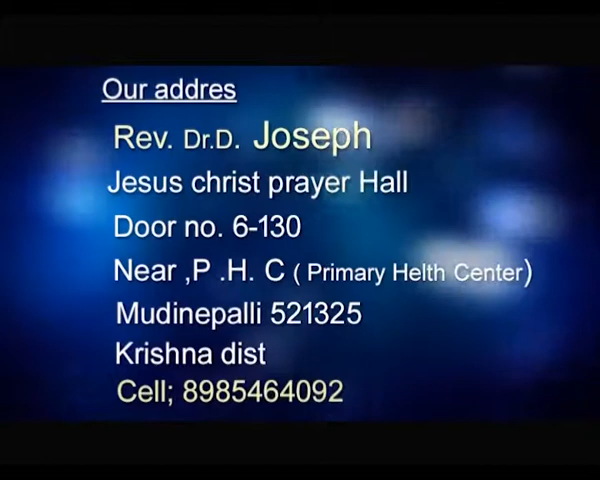 Our addres
Rev. Dr.D. Joseph
Jesus christ prayer Hall
Door no. 6-130
Near ,P .H. C ( Primary Helth Center)
Mudinepalli 521325
Krishna dist
Cell; 8985464092